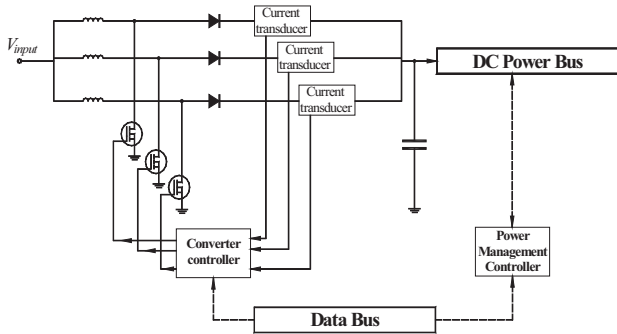 Current
transducer
V_input
Current
transducer
DC Power Bus
Current
transducer
Converter
controller
Power
Management
Controller
Data Bus